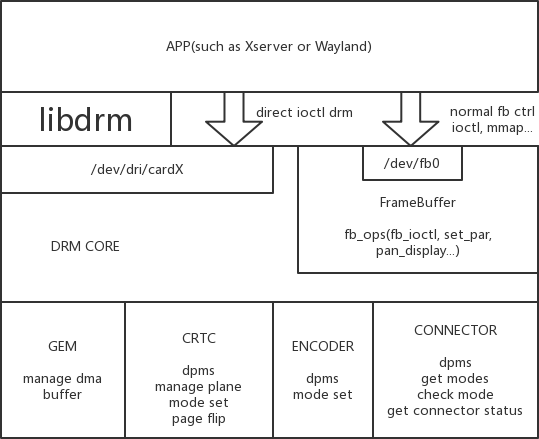 APP(such as Xserver or Wayland)
libdrm
direct ioctl drm
normal fb ctrl
ioctl, mmap...
/dev/dri/cardX
/dev/fb0
FrameBuffer
fb_ops(fb_ioctl, set_par,
pan_display...)
DRM CORE
GEM
manage dma
buffer
CRTC
dpms
manage plane
mode set
page flip
ENCODER
dpms
mode set
CONNECTOR
dpms
get modes
check mode
get connector status